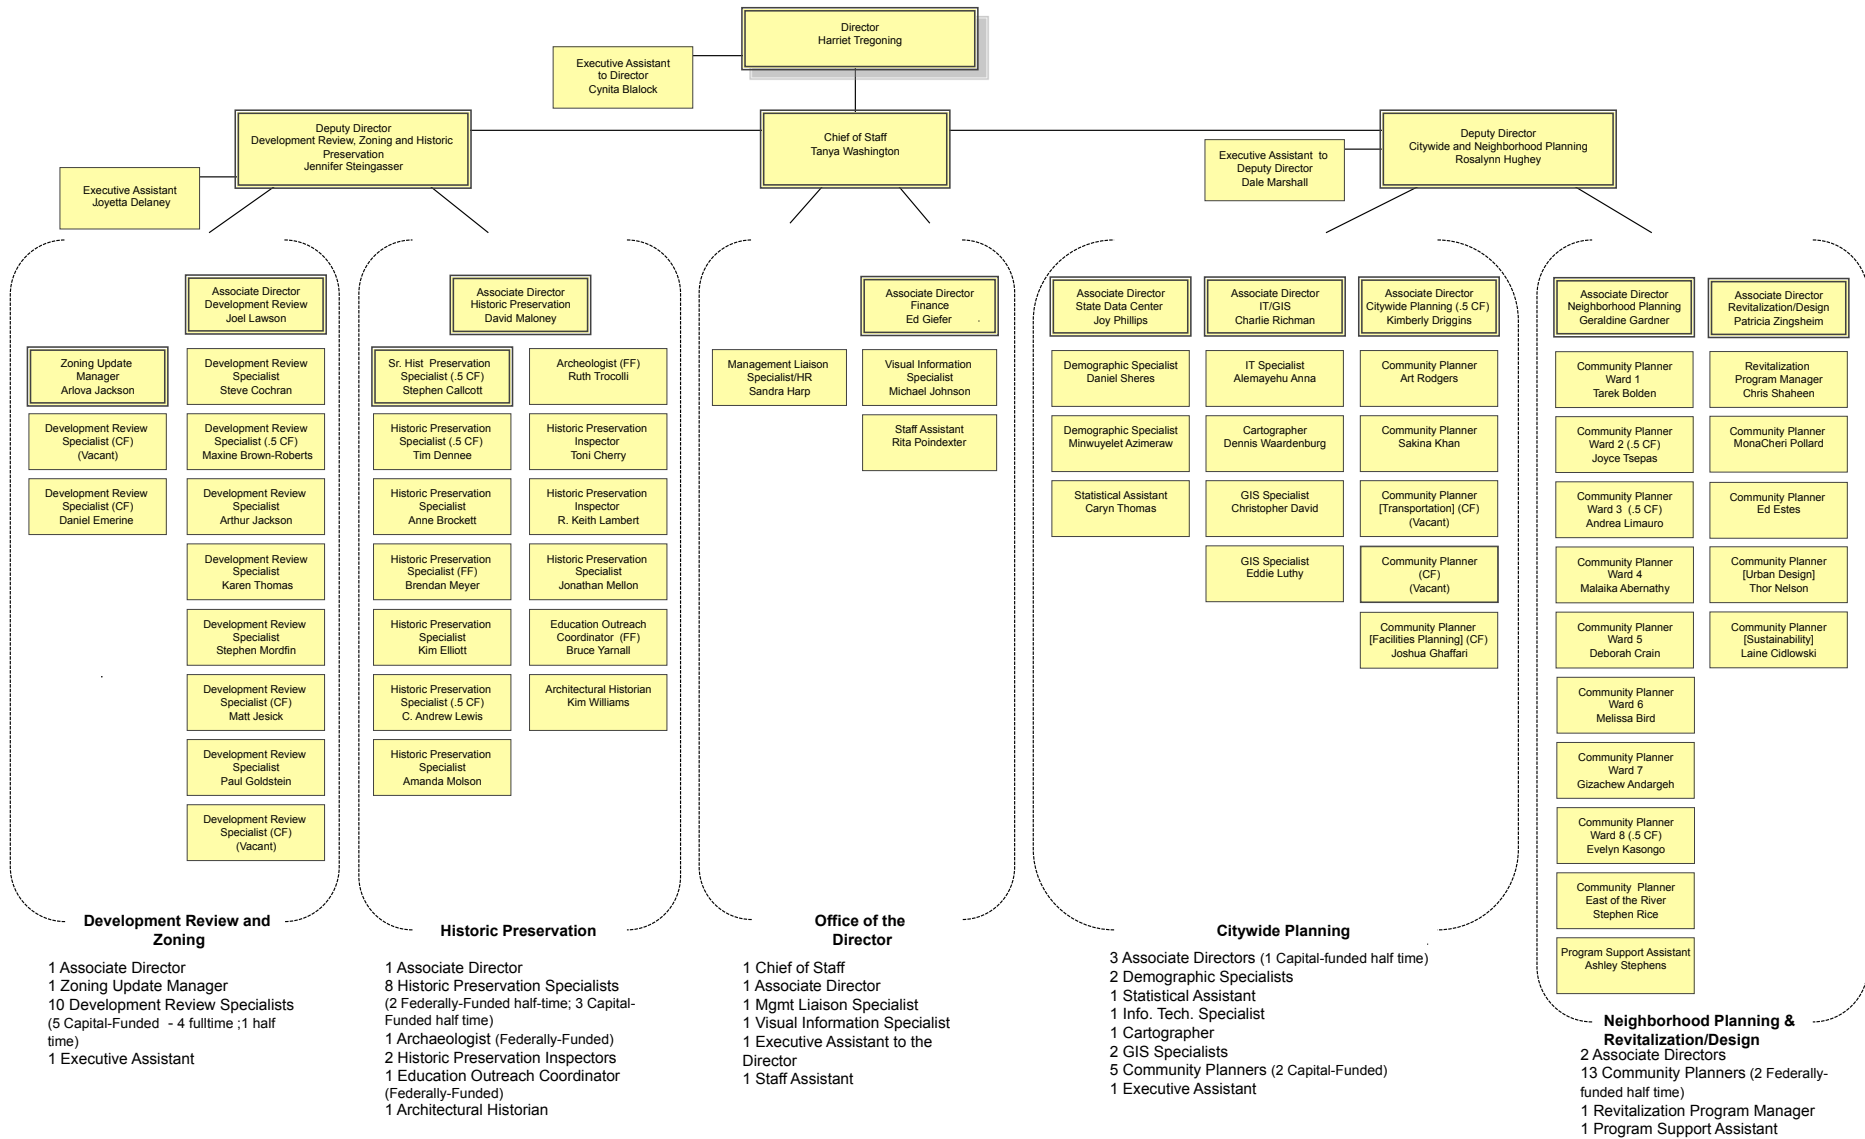 Director
Harriet Tregoning
Executive Assistant
to Director
Cynita Blalock
Deputy Director
Development Review, Zoning and Historic
Preservation
Jennifer Steingasser
Chief of Staff
Tanya Washington
Deputy Director
Citywide and Neighborhood Planning
Rosalynn Hughey
Executive Assistant
Joyetta Delaney
Executive Assistant to
Deputy Director
Dale Marshall
Associate Director
Development Review
Joel Lawson
Zoning Update
Manager
Arlova Jackson
Development Review
Specialist (CF)
(Vacant)
Development Review
Specialist (CF)
Daniel Emerine
Development Review
Specialist
Steve Cochran
Development Review
Specialist (.5 CF)
Maxine Brown-Roberts
Development Review
Specialist
Arthur Jackson
Development Review
Specialist
Karen Thomas
Development Review
Specialist
Stephen Mordfin
Development Review
Specialist (CF)
Matt Jesick
Development Review
Specialist
Paul Goldstein
Development Review
Specialist (CF)
(Vacant)
Development Review and
Zoning
1 Associate Director
1 Zoning Update Manager
10 Development Review Specialists
(5 Capital-Funded - 4 fulltime ;1 half
time)
1 Executive Assistant
Associate Director
Historic Preservation
David Maloney
Sr. Hist Preservation
Specialist (.5 CF)
Stephen Callcott
Historic Preservation
Specialist (.5 CF)
Tim Dennee
Historic Preservation
Specialist
Anne Brockett
Historic Preservation
Specialist (FF)
Brendan Meyer
Historic Preservation
Specialist
Kim Elliott
Historic Preservation
Specialist (.5 CF)
C. Andrew Lewis
Historic Preservation
Specialist
Amanda Molson
Archeologist (FF)
Ruth Trocolli
Historic Preservation
Inspector
Toni Cherry
Historic Preservation
Inspector
R. Keith Lambert
Historic Preservation
Specialist
Jonathan Mellon
Education Outreach
Coordinator (FF)
Bruce Yarnall
Architectural Historian
Kim Williams
Historic Preservation
1 Associate Director
8 Historic Preservation Specialists
(2 Federally-Funded half-time; 3 Capital-
Funded half time)
1 Archaeologist (Federally-Funded)
2 Historic Preservation Inspectors
1 Education Outreach Coordinator
(Federally-Funded)
1 Architectural Historian
Associate Director
Finance
Ed Giefer
Management Liaison
Specialist/HR
Sandra Harp
Visual Information
Specialist
Michael Johnson
Staff Assistant
Rita Poindexter
Office of the
Director
1 Chief of Staff
1 Associate Director
1 Mgmt Liaison Specialist
1 Visual Information Specialist
1 Executive Assistant to the
Director
1 Staff Assistant
Associate Director
State Data Center
Joy Phillips
Demographic Specialist
Daniel Sheres
Demographic Specialist
Minwuyelet Azimeraw
Statistical Assistant
Caryn Thomas
Associate Director
IT/GIS
Charlie Richman
IT Specialist
Alemayehu Anna
Cartographer
Dennis Waardenburg
GIS Specialist
Christopher David
GIS Specialist
Eddie Luthy
Associate Director
Citywide Planning (.5 CF)
Kimberly Driggins
Community Planner
Art Rodgers
Community Planner
Sakina Khan
Community Planner
[Transportation] (CF)
(Vacant)
Community Planner
(CF)
(Vacant)
Community Planner
[Facilities Planning] (CF)
Joshua Ghaffari
Citywide Planning
3 Associate Directors (1 Capital-funded half time)
2 Demographic Specialists
1 Statistical Assistant
1 Info. Tech. Specialist
1 Cartographer
2 GIS Specialists
5 Community Planners (2 Capital-Funded)
1 Executive Assistant
Associate Director
Neighborhood Planning
Geraldine Gardner
Community Planner
Ward 1
Tarek Bolden
Community Planner
Ward 2 (.5 CF)
Joyce Tsepas
Community Planner
Ward 3 (.5 CF)
Andrea Limauro
Community Planner
Ward 4
Malaika Abernathy
Community Planner
Ward 5
Deborah Crain
Community Planner
Ward 6
Melissa Bird
Community Planner
Ward 7
Gizachew Andargeh
Community Planner
Ward 8 (.5 CF)
Evelyn Kasongo
Community Planner
East of the River
Stephen Rice
Program Support Assistant
Ashley Stephens
Associate Director
Revitalization/Design
Patricia Zingsheim
Revitalization
Program Manager
Chris Shaheen
Community Planner
MonaCheri Pollard
Community Planner
Ed Estes
Community Planner
[Urban Design]
Thor Nelson
Community Planner
[Sustainability]
Laine Cidlowski
Neighborhood Planning &
Revitalization/Design
2 Associate Directors
13 Community Planners (2 Federally-
funded half time)
1 Revitalization Program Manager
1 Program Support Assistant